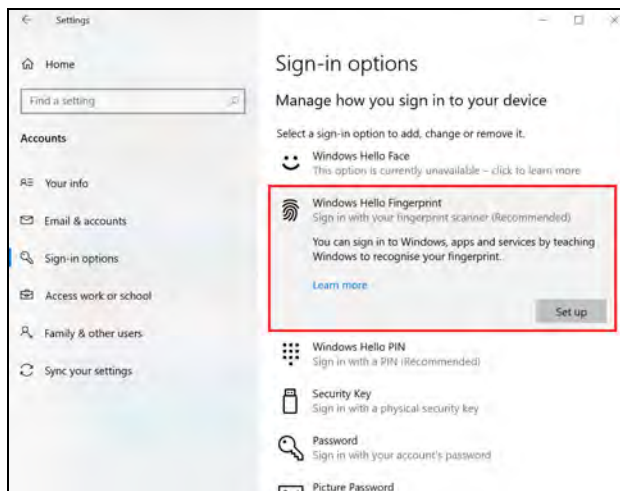 Settings
Home
Find a setting
Accounts
Your info
Email & accounts
Sign-in options
Access work or school
Family & other users
Sync your settings
Sign-in options
Manage how you sign in to your device
Select a sign-in option to add, change or remove it.
Windows Hello Face
This option is currently unavailable – click to learn more
Windows Hello Fingerprint
Sign in with your fingerprint scanner (Recommended)
You can sign in to Windows, apps and services by teaching
Windows to recognise your fingerprint.
Learn more
Set up
Windows Hello PIN
Sign in with a PIN (Recommended)
Security Key
Sign in with a physical security key
Password
Sign in with your account's password
Picture Password